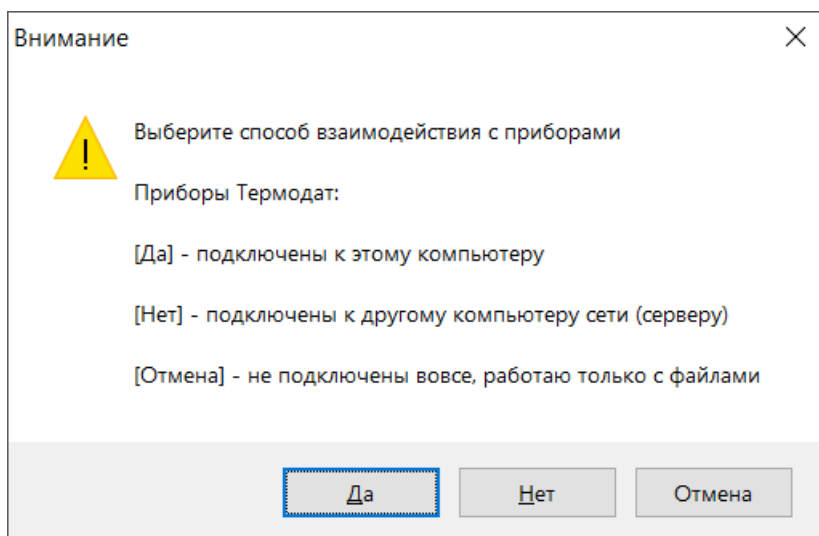 Внимание
Выберите способ взаимодействия с приборами
Приборы Термодат:
[Да] - подключены к этому компьютеру
[Нет] - подключены к другому компьютеру сети (серверу)
[Отмена] - не подключены вовсе, работаю только с файлами
Да
Нет
Отмена